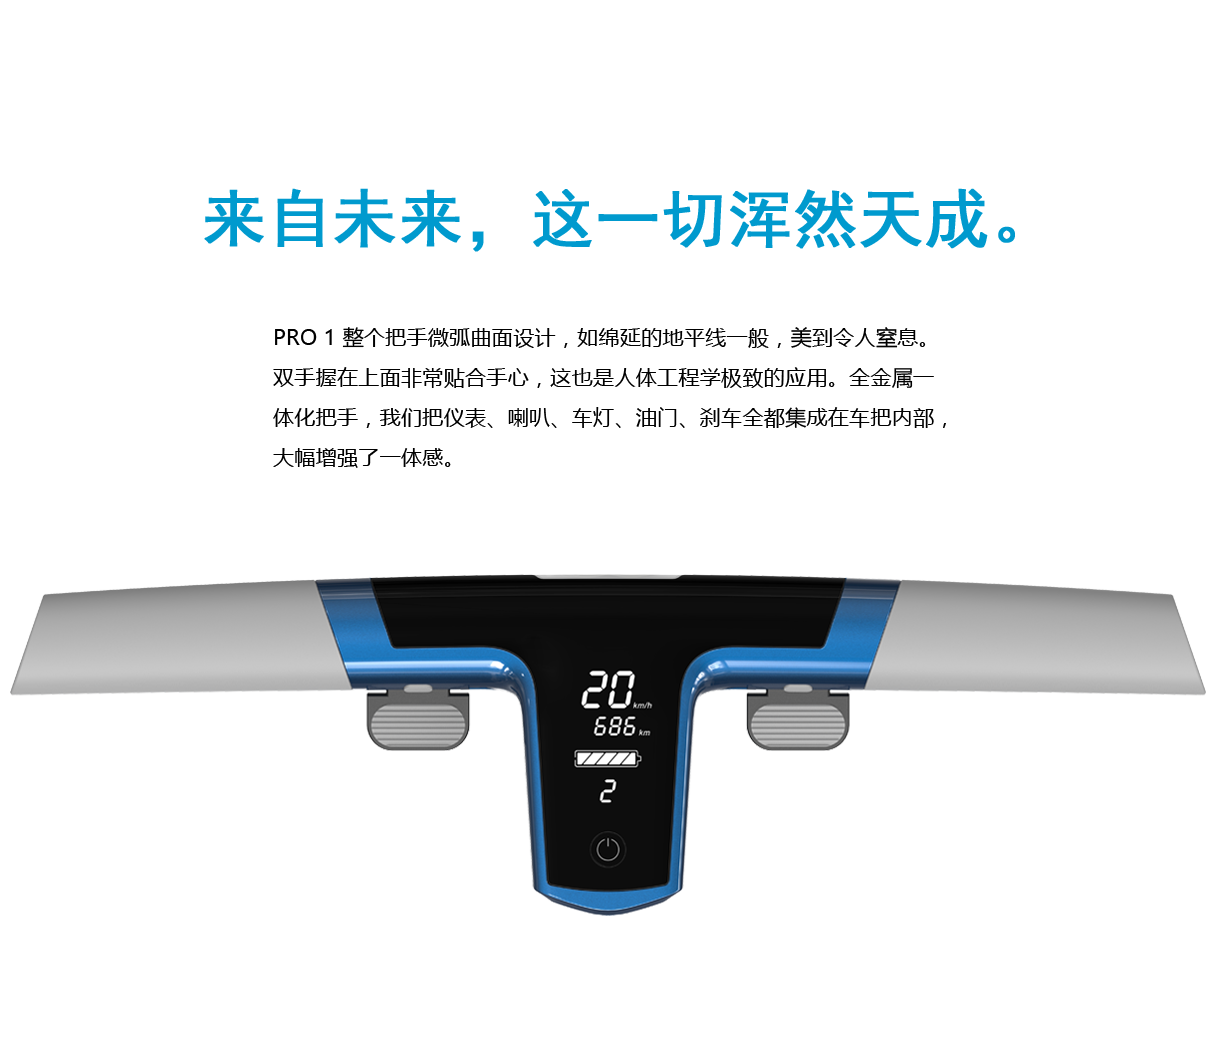 来自未来，这一切浑然天成。
PRO 1 整个把手微弧曲面设计，如绵延的地平线一般，美到令人窒息。
双手握在上面非常贴合手心，这也是人体工程学极致的应用。全金属一
体化把手，我们把仪表、喇叭、车灯、油门、刹车全都集成在车把内部，
大幅增强了一体感。
20 km/h
686 km
2